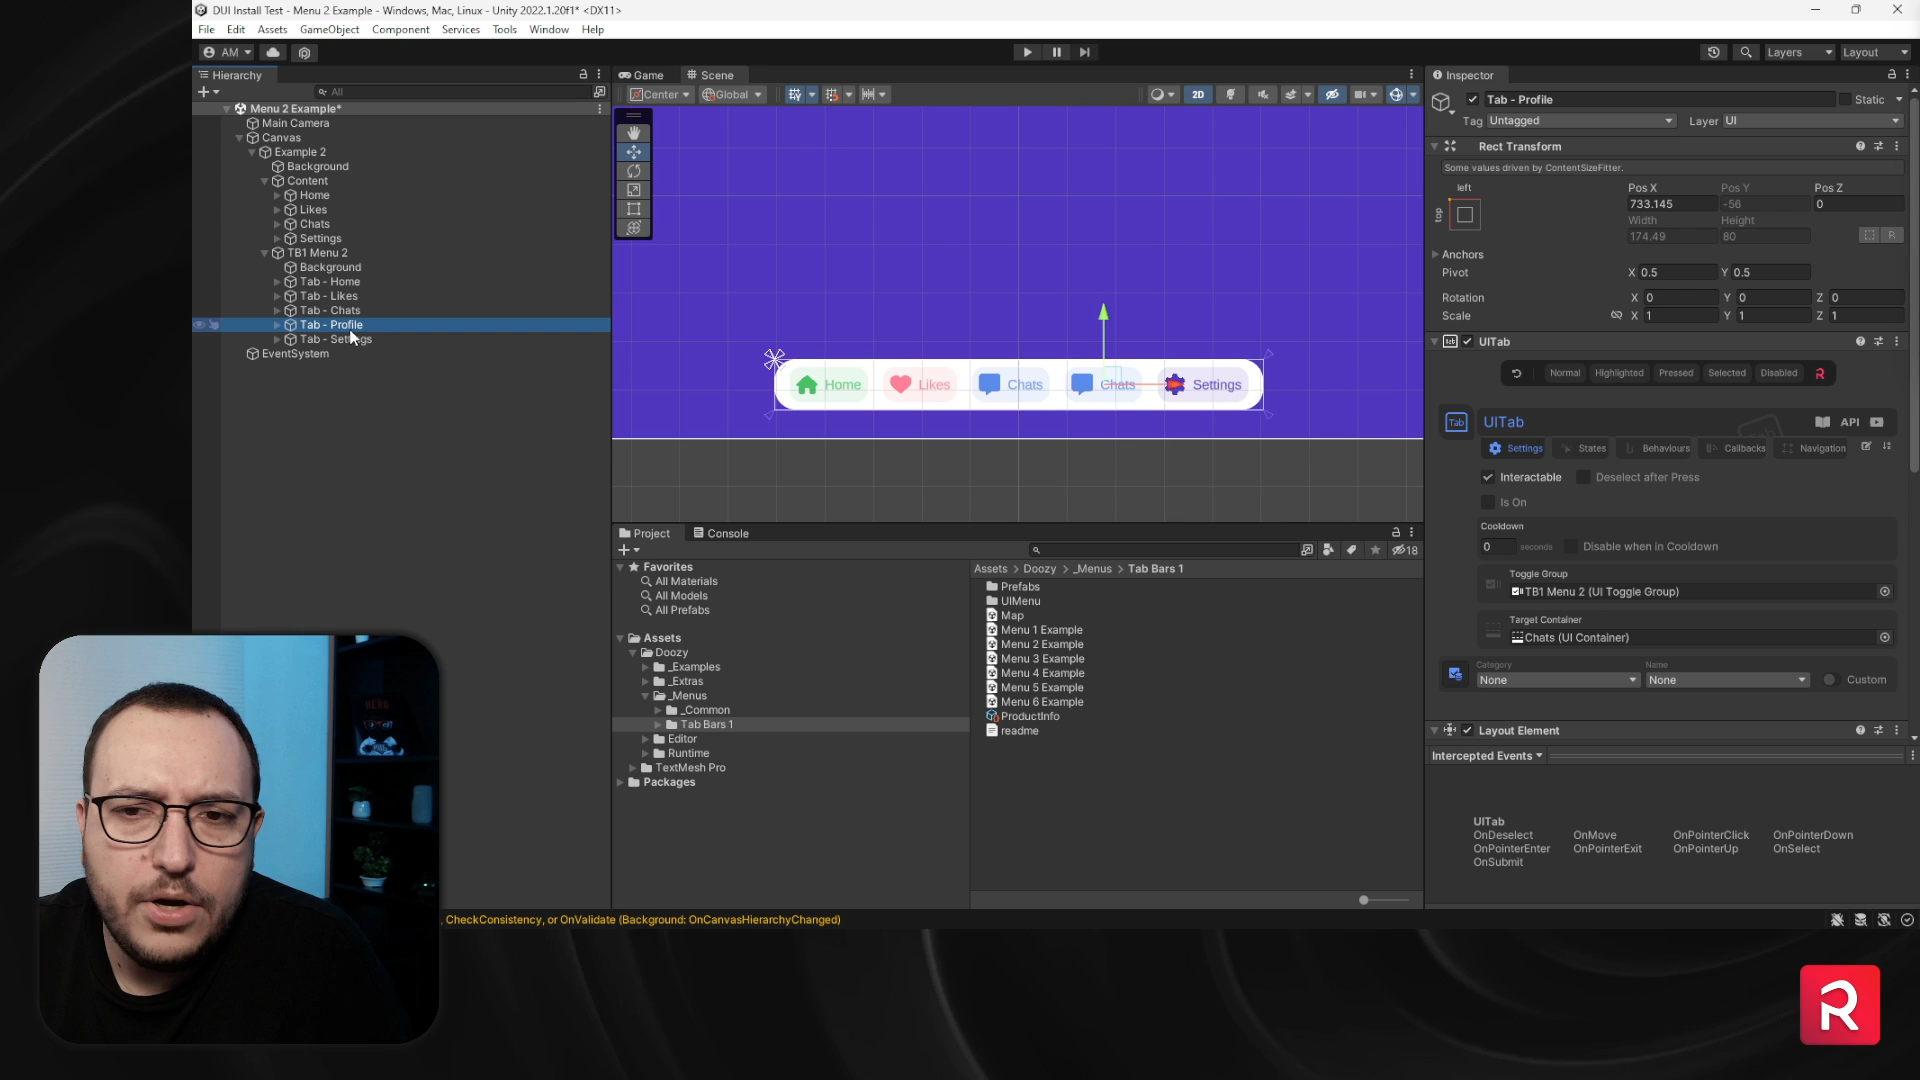 DUI Install Test - Menu 2 Example - Windows, Mac, Linux - Unity 2022.1.20f1* <DX11>
File Edit Assets GameObject Component Services Tools Window Help
AM Layers Layout
Hierarchy
All
Menu 2 Example*
Main Camera
Canvas
Example 2
Background
Content
Home
Likes
Chats
Settings
TB1 Menu 2
Background
Tab - Home
Tab - Likes
Tab - Chats
Tab - Profile
Tab - Settings
EventSystem
Game Scene
Center Global 2D
Home Likes Chats Chats Settings
Project Console
18
Favorites
All Materials
All Models
All Prefabs
Assets
Doozy
_Examples
_Extras
_Menus
_Common
Tab Bars 1
Editor
Runtime
TextMesh Pro
Packages
Assets > Doozy > _Menus > Tab Bars 1
Prefabs
UIMenu
Map
Menu 1 Example
Menu 2 Example
Menu 3 Example
Menu 4 Example
Menu 5 Example
Menu 6 Example
ProductInfo
readme
Inspector
Tab - Profile Static
Tag Untagged Layer UI
Rect Transform
Some values driven by ContentSizeFitter.
left
top
Pos X Pos Y Pos Z
733.145 -56 0
Width Height
174.49 80
R
Anchors
Pivot X 0.5 Y 0.5
Rotation X 0 Y 0 Z 0
Scale X 1 Y 1 Z 1
UITab
Normal Highlighted Pressed Selected Disabled
Tab UITab API
Settings States Behaviours Callbacks Navigation
Interactable Deselect after Press
Is On
Cooldown
0 seconds Disable when in Cooldown
Toggle Group
TB1 Menu 2 (UI Toggle Group)
Target Container
Chats (UI Container)
Category Name
None None Custom
Layout Element
Intercepted Events
UITab
OnDeselect OnMove OnPointerClick OnPointerDown
OnPointerEnter OnPointerExit OnPointerUp OnSelect
OnSubmit
, CheckConsistency, or OnValidate (Background: OnCanvasHierarchyChanged)